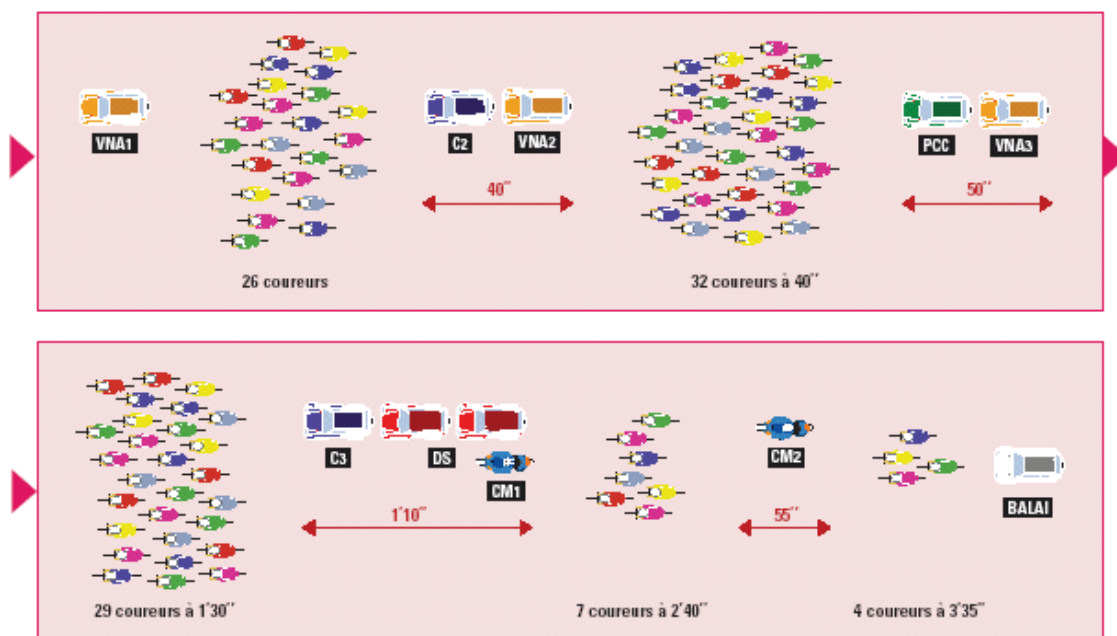 VNA1
C2
VNA2
PCC
VNA3
40´´
50´´
26 coureurs
32 coureurs à 40´´
C3
DS
CM1
CM2
BALAI
1´10´´
55´´
29 coureurs à 1´30´´
7 coureurs à 2´40´´
4 coureurs à 3´35´´